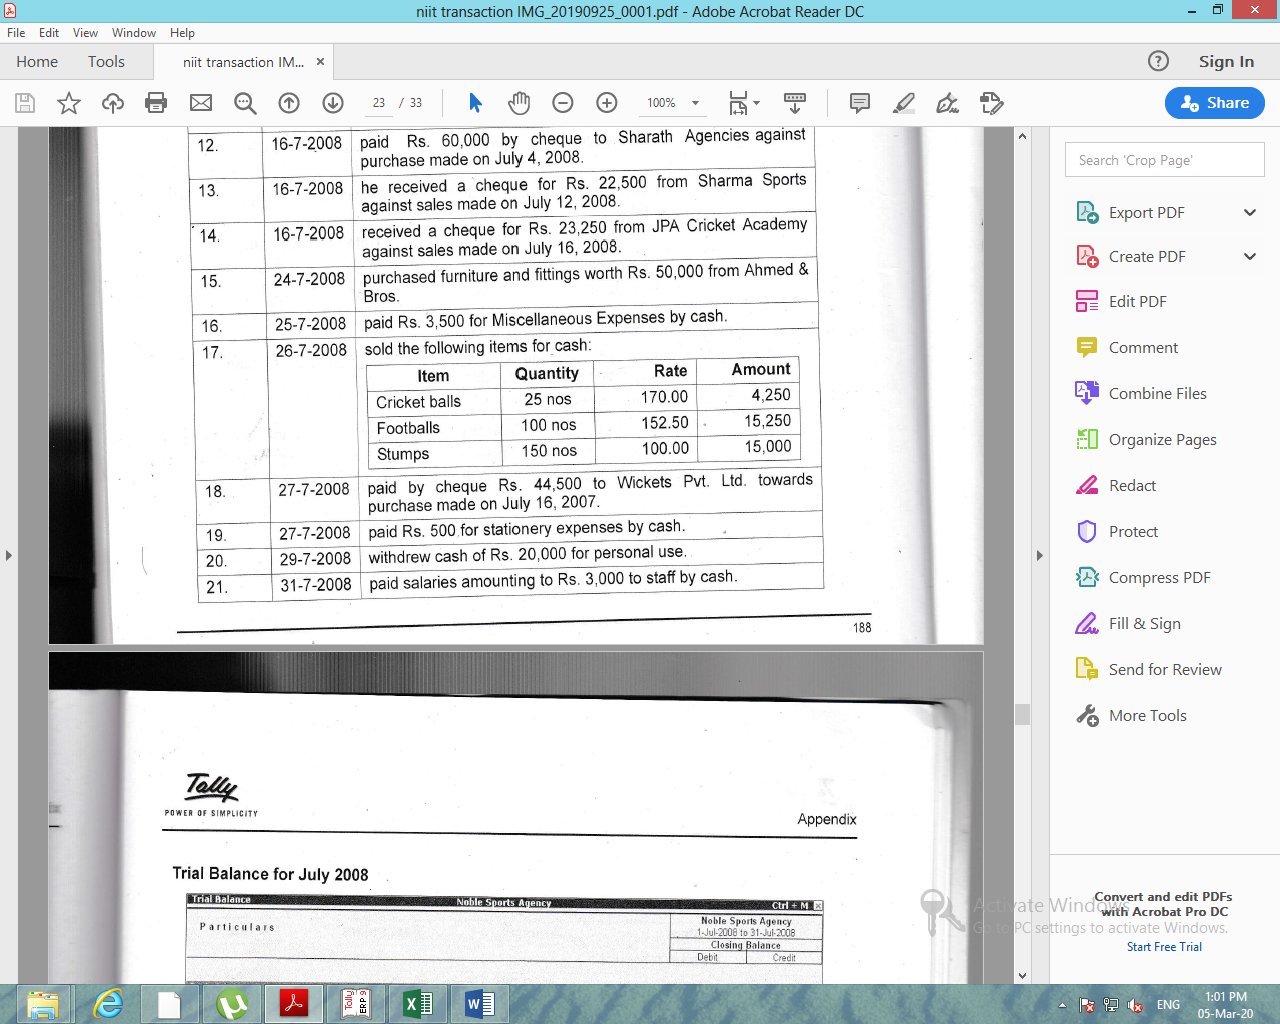 niit transaction IMG_20190925_0001.pdf - Adobe Acrobat Reader DC
File Edit View Window Help
Home Tools niit transaction IM... × Sign In
23 / 33 100% Share
12. 16-7-2008 paid Rs. 60,000 by cheque to Sharath Agencies against
purchase made on July 4, 2008.
13. 16-7-2008 he received a cheque for Rs. 22,500 from Sharma Sports
against sales made on July 12, 2008.
14. 16-7-2008 received a cheque for Rs. 23,250 from JPA Cricket Academy
against sales made on July 16, 2008.
15. 24-7-2008 purchased furniture and fittings worth Rs. 50,000 from Ahmed &
Bros.
16. 25-7-2008 paid Rs. 3,500 for Miscellaneous Expenses by cash.
17. 26-7-2008 sold the following items for cash:
Item Quantity Rate Amount
Cricket balls 25 nos 170.00 4,250
Footballs 100 nos 152.50 15,250
Stumps 150 nos 100.00 15,000
18. 27-7-2008 paid by cheque Rs. 44,500 to Wickets Pvt. Ltd. towards
purchase made on July 16, 2007.
19. 27-7-2008 paid Rs. 500 for stationery expenses by cash.
20. 29-7-2008 withdrew cash of Rs. 20,000 for personal use.
21. 31-7-2008 paid salaries amounting to Rs. 3,000 to staff by cash.
188
Tally
POWER OF SIMPLICITY
Appendix
Trial Balance for July 2008
Trial Balance Noble Sports Agency Ctrl + M
Particulars
Noble Sports Agency
1-Jul-2008 to 31-Jul-2008
Closing Balance
Debit Credit
Search 'Crop Page'
Export PDF
Create PDF
Edit PDF
Comment
Combine Files
Organize Pages
Redact
Protect
Compress PDF
Fill & Sign
Send for Review
More Tools
Convert and edit PDFs
with Acrobat Pro DC
Start Free Trial
Activate Windows
Go to PC settings to activate Windows.
Tally
ERP 9
ENG
1:01 PM
05-Mar-20